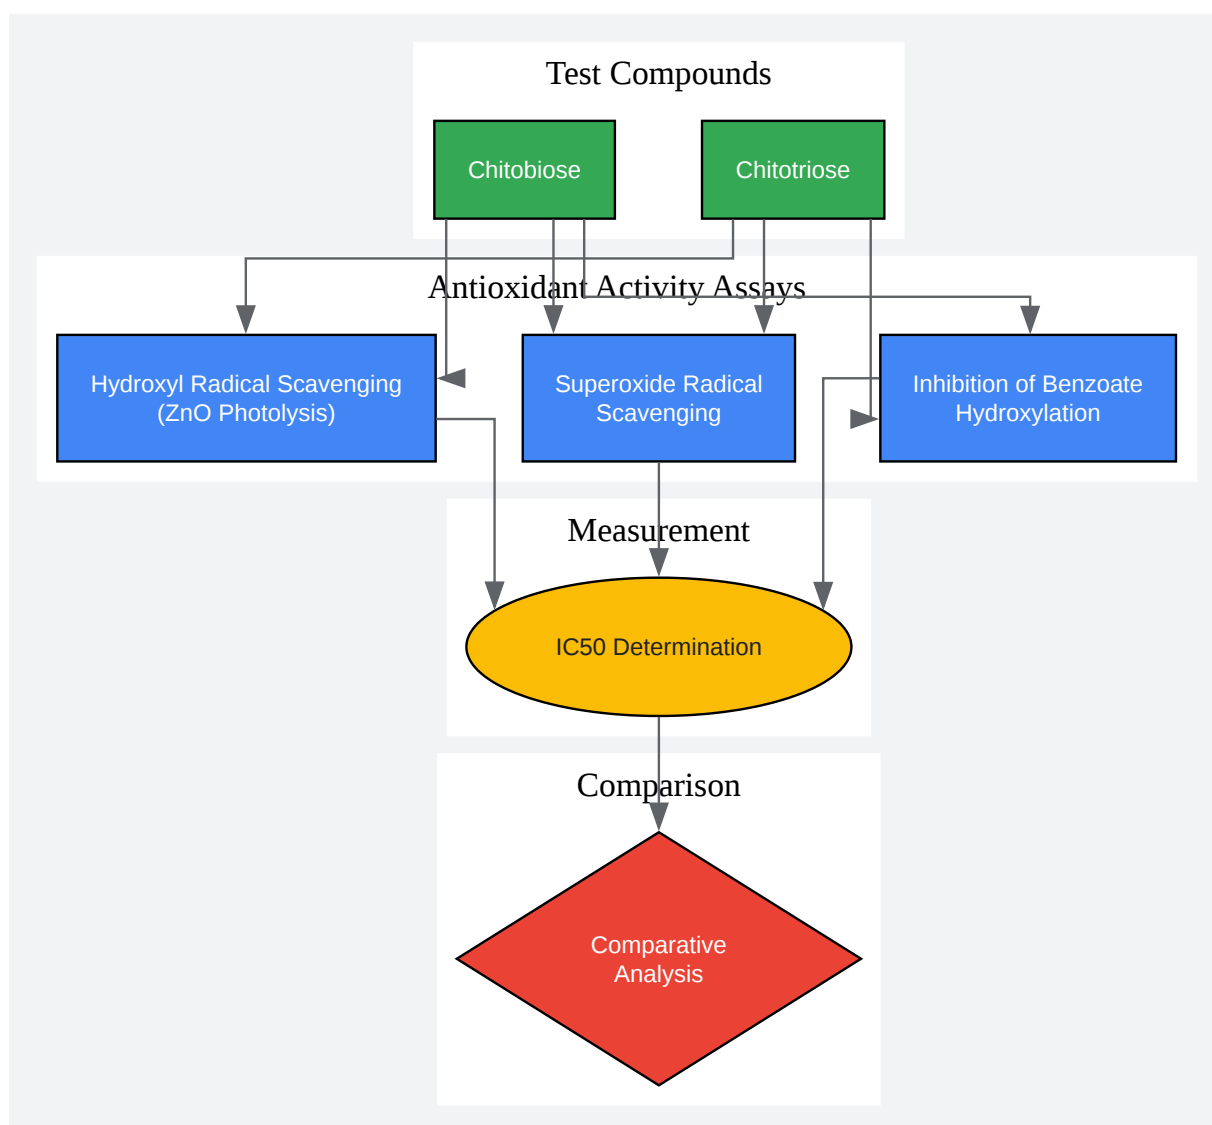 Test Compounds
Chitobiose
Chitotriose
Antioxidant Activity Assays
Hydroxyl Radical Scavenging
(ZnO Photolysis)
Superoxide Radical
Scavenging
Inhibition of Benzoate
Hydroxylation
Measurement
IC50 Determination
Comparison
Comparative
Analysis